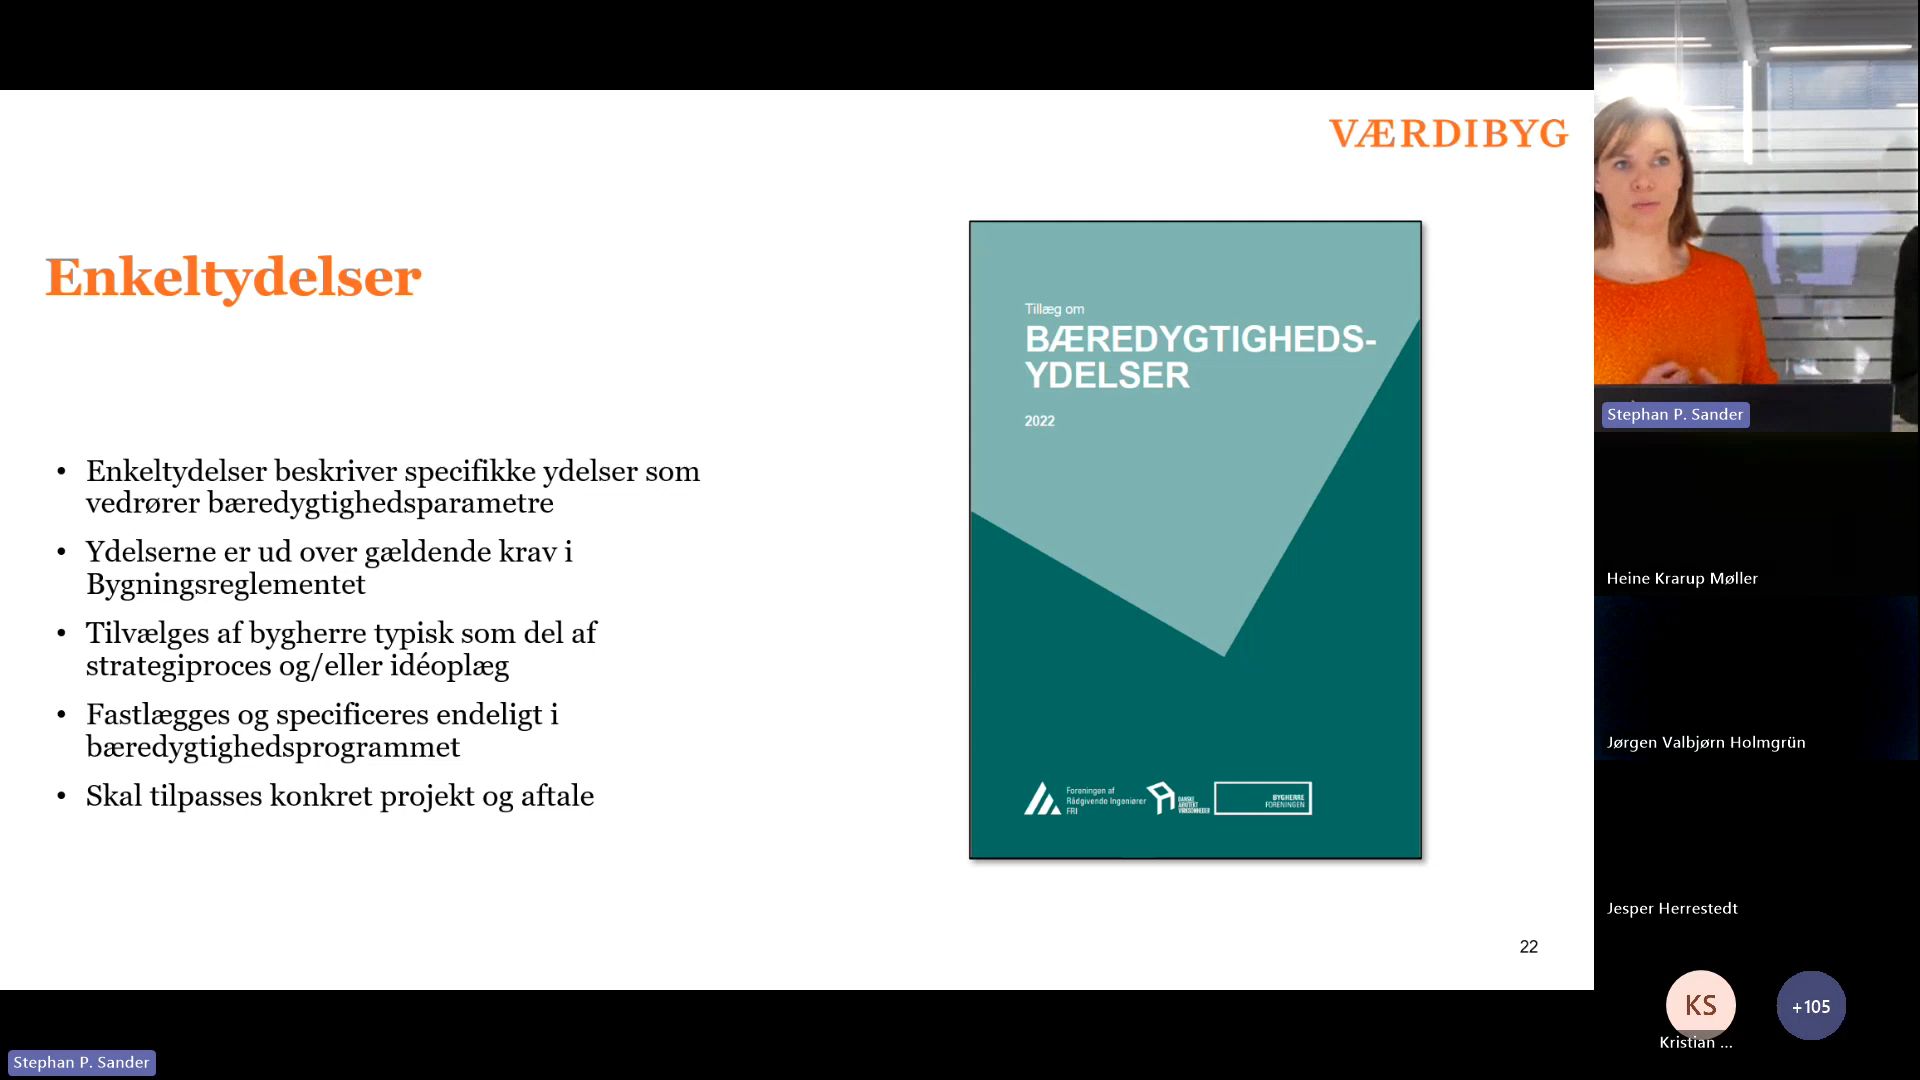 VÆRDIBYG
Enkeltydelser
• Enkeltydelser beskriver specifikke ydelser som
vedrører bæredygtighedsparametre
• Ydelserne er ud over gældende krav i
Bygningsreglementet
• Tilvælges af bygherre typisk som del af
strategiproces og/eller idéoplæg
• Fastlægges og specificeres endeligt i
bæredygtighedsprogrammet
• Skal tilpasses konkret projekt og aftale
Tillæg om
BÆREDYGTIGHEDS-
YDELSER
2022
Foreningen af
Rådgivende Ingeniører
FRI
DANSKE
ARKITEKT
VIRKSOMHEDER
BYGHERRE
FORENINGEN
22
Stephan P. Sander
Heine Krarup Møller
Jørgen Valbjørn Holmgrün
Jesper Herrestedt
KS
+105
Kristian ...
Stephan P. Sander